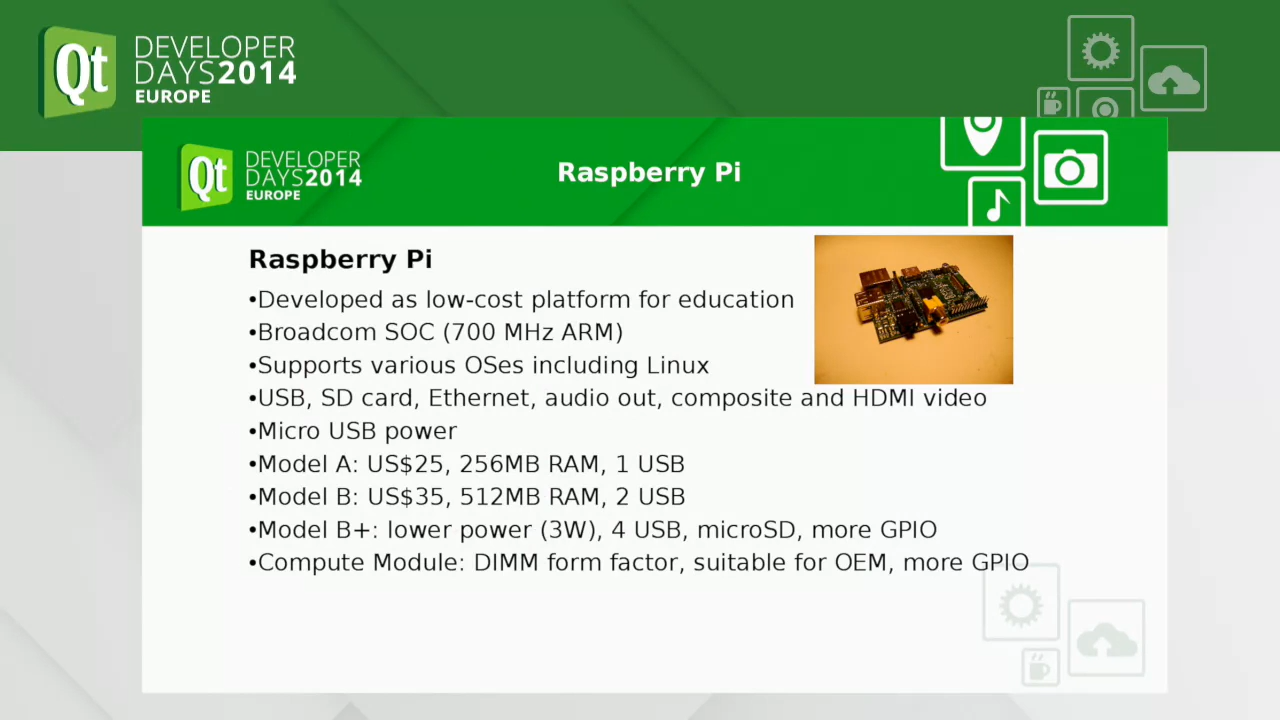 Qt DEVELOPER
DAYS2014
EUROPE
Qt DEVELOPER
DAYS2014
EUROPE
Raspberry Pi
Raspberry Pi
•Developed as low-cost platform for education
•Broadcom SOC (700 MHz ARM)
•Supports various OSes including Linux
•USB, SD card, Ethernet, audio out, composite and HDMI video
•Micro USB power
•Model A: US$25, 256MB RAM, 1 USB
•Model B: US$35, 512MB RAM, 2 USB
•Model B+: lower power (3W), 4 USB, microSD, more GPIO
•Compute Module: DIMM form factor, suitable for OEM, more GPIO